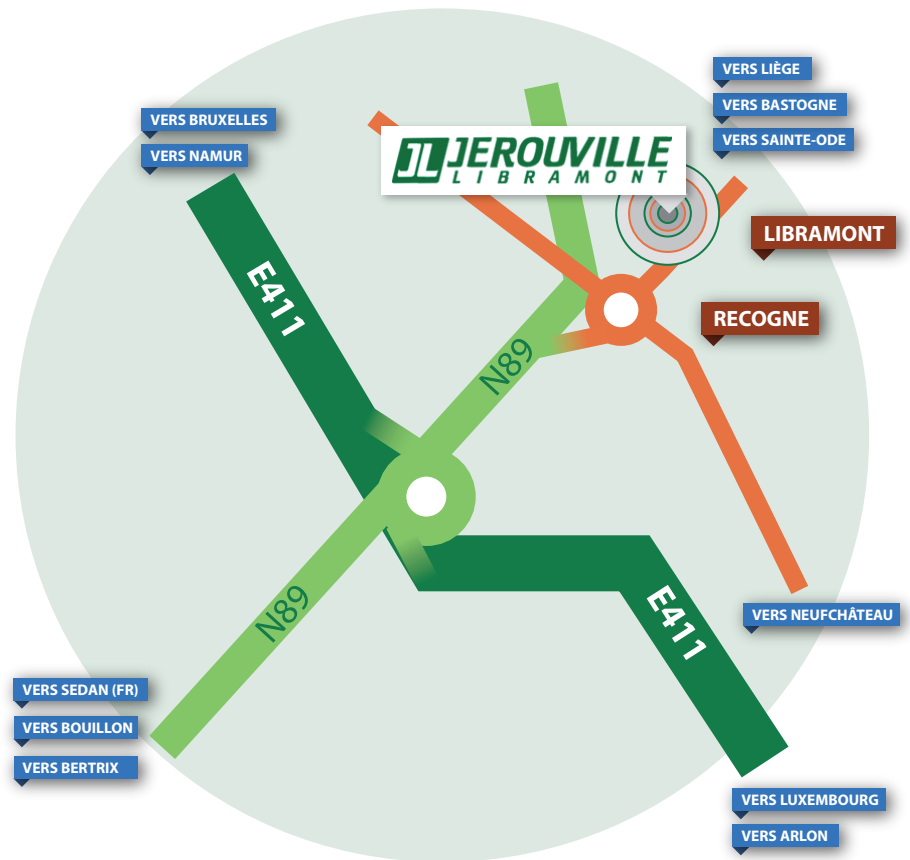 VERS LIÈGE
VERS BASTOGNE
VERS SAINTE-ODE
VERS BRUXELLES
VERS NAMUR
JL JEROUVILLE
LIBRAMONT
LIBRAMONT
RECOGNE
E411
N89
N89
E411
VERS NEUFCHÂTEAU
VERS SEDAN (FR)
VERS BOUILLON
VERS BERTRIX
VERS LUXEMBOURG
VERS ARLON